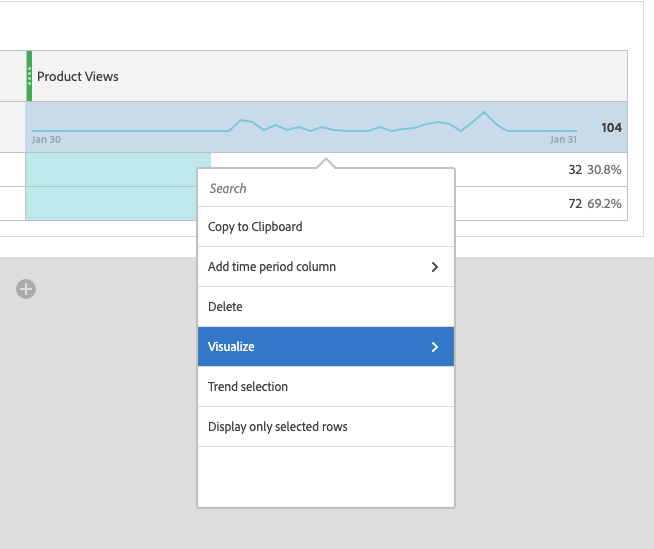 Product Views
104
Jan 30
Jan 31
32 30.8%
72 69.2%
Search
Copy to Clipboard
Add time period column
Delete
Visualize
Trend selection
Display only selected rows